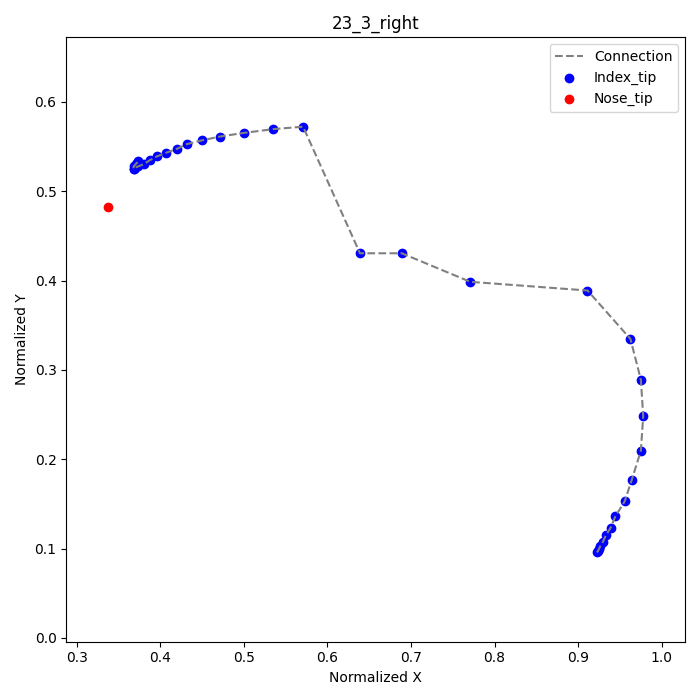 23_3_right
Connection
Index_tip
Nose_tip
Normalized Y
0.6
0.5
0.4
0.3
0.2
0.1
0.0
0.3 0.4 0.5 0.6 0.7 0.8 0.9 1.0
Normalized X